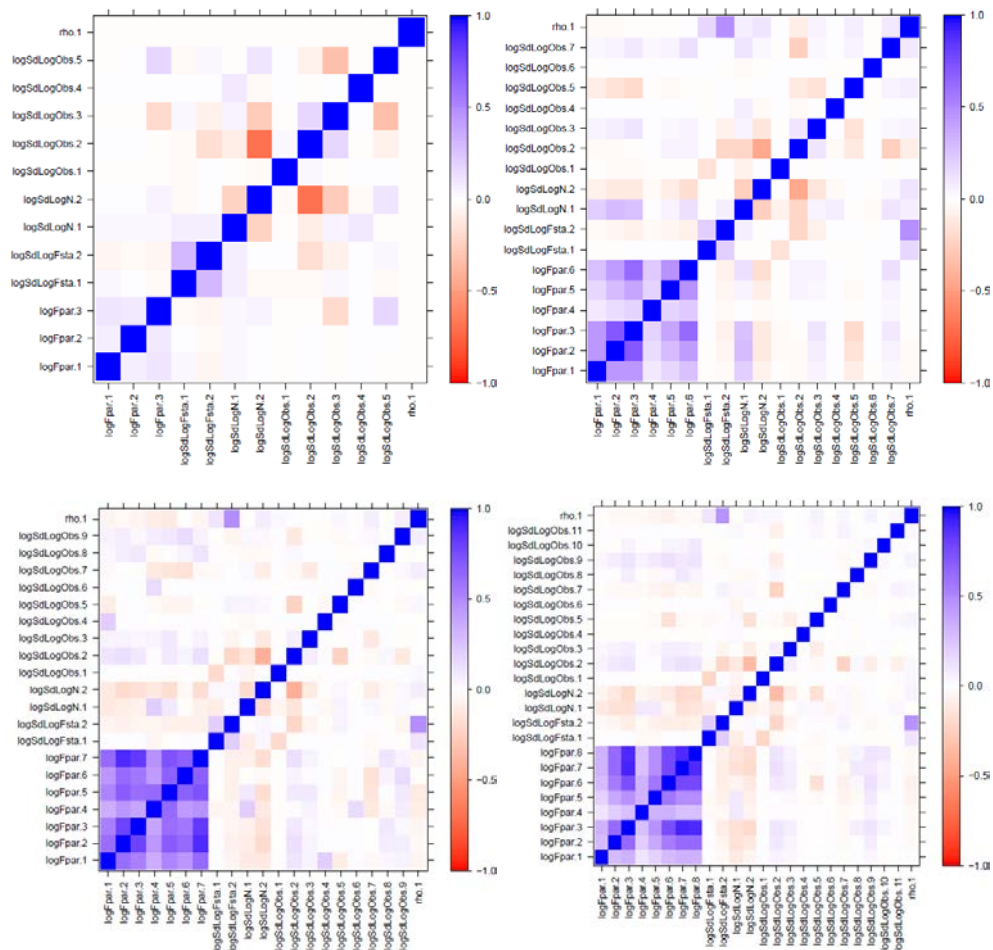 rho.1
logSdLogObs.5
logSdLogObs.4
logSdLogObs.3
logSdLogObs.2
logSdLogObs.1
logSdLogN.2
logSdLogN.1
logSdLogFsta.2
logSdLogFsta.1
logFpar.3
logFpar.2
logFpar.1
logFpar.1
logFpar.2
logFpar.3
logSdLogFsta.1
logSdLogFsta.2
logSdLogN.1
logSdLogN.2
logSdLogObs.1
logSdLogObs.2
logSdLogObs.3
logSdLogObs.4
logSdLogObs.5
rho.1
1.0
0.5
0.0
−0.5
−1.0
rho.1
logSdLogObs.7
logSdLogObs.6
logSdLogObs.5
logSdLogObs.4
logSdLogObs.3
logSdLogObs.2
logSdLogObs.1
logSdLogN.2
logSdLogN.1
logSdLogFsta.2
logSdLogFsta.1
logFpar.6
logFpar.5
logFpar.4
logFpar.3
logFpar.2
logFpar.1
logFpar.1
logFpar.2
logFpar.3
logFpar.4
logFpar.5
logFpar.6
logSdLogFsta.1
logSdLogFsta.2
logSdLogN.1
logSdLogN.2
logSdLogObs.1
logSdLogObs.2
logSdLogObs.3
logSdLogObs.4
logSdLogObs.5
logSdLogObs.6
logSdLogObs.7
rho.1
1.0
0.5
0.0
−0.5
−1.0
rho.1
logSdLogObs.9
logSdLogObs.8
logSdLogObs.7
logSdLogObs.6
logSdLogObs.5
logSdLogObs.4
logSdLogObs.3
logSdLogObs.2
logSdLogObs.1
logSdLogN.2
logSdLogN.1
logSdLogFsta.2
logSdLogFsta.1
logFpar.7
logFpar.6
logFpar.5
logFpar.4
logFpar.3
logFpar.2
logFpar.1
logFpar.1
logFpar.2
logFpar.3
logFpar.4
logFpar.5
logFpar.6
logFpar.7
logSdLogFsta.1
logSdLogFsta.2
logSdLogN.1
logSdLogN.2
logSdLogObs.1
logSdLogObs.2
logSdLogObs.3
logSdLogObs.4
logSdLogObs.5
logSdLogObs.6
logSdLogObs.7
logSdLogObs.8
logSdLogObs.9
rho.1
1.0
0.5
0.0
−0.5
−1.0
rho.1
logSdLogObs.11
logSdLogObs.10
logSdLogObs.9
logSdLogObs.8
logSdLogObs.7
logSdLogObs.6
logSdLogObs.5
logSdLogObs.4
logSdLogObs.3
logSdLogObs.2
logSdLogObs.1
logSdLogN.2
logSdLogN.1
logSdLogFsta.2
logSdLogFsta.1
logFpar.8
logFpar.7
logFpar.6
logFpar.5
logFpar.4
logFpar.3
logFpar.2
logFpar.1
logFpar.1
logFpar.2
logFpar.3
logFpar.4
logFpar.5
logFpar.6
logFpar.7
logFpar.8
logSdLogFsta.1
logSdLogFsta.2
logSdLogN.1
logSdLogN.2
logSdLogObs.1
logSdLogObs.2
logSdLogObs.3
logSdLogObs.4
logSdLogObs.5
logSdLogObs.6
logSdLogObs.7
logSdLogObs.8
logSdLogObs.9
logSdLogObs.10
logSdLogObs.11
rho.1
1.0
0.5
0.0
−0.5
−1.0